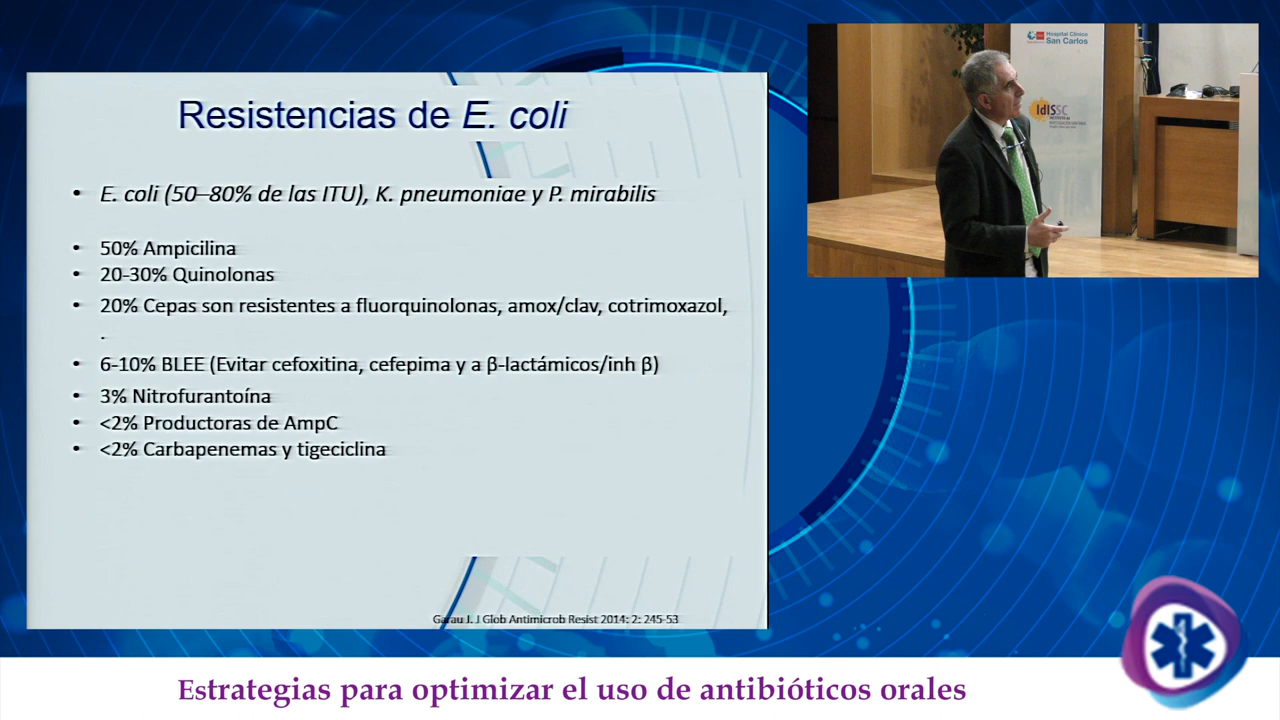 Resistencias de E. coli
• E. coli (50–80% de las ITU), K. pneumoniae y P. mirabilis
• 50% Ampicilina
• 20-30% Quinolonas
• 20% Cepas son resistentes a fluorquinolonas, amox/clav, cotrimoxazol,
.
• 6-10% BLEE (Evitar cefoxitina, cefepima y a β-lactámicos/inh β)
• 3% Nitrofurantoína
• <2% Productoras de AmpC
• <2% Carbapenemas y tigeciclina
Garau J. J Glob Antimicrob Resist 2014: 2: 245-53
Hospital Clínico
San Carlos
IdISSC
Estrategias para optimizar el uso de antibióticos orales